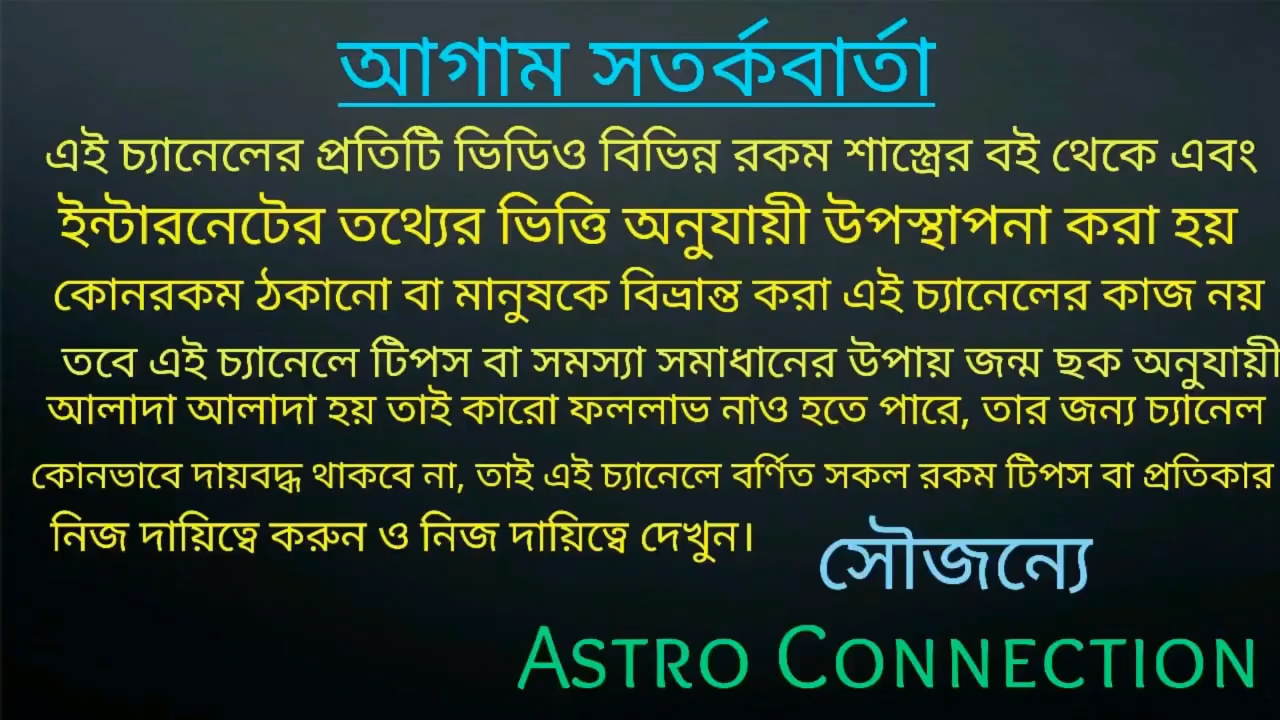 আগাম সতর্কবার্তা
এই চ্যানেলের প্রতিটি ভিডিও বিভিন্ন রকম শাস্ত্রের বই থেকে এবং
ইন্টারনেটের তথ্যের ভিত্তি অনুযায়ী উপস্থাপনা করা হয়
কোনরকম ঠকানো বা মানুষকে বিভ্রান্ত করা এই চ্যানেলের কাজ নয়
তবে এই চ্যানেলে টিপস বা সমস্যা সমাধানের উপায় জন্ম ছক অনুযায়ী
আলাদা আলাদা হয় তাই কারো ফললাভ নাও হতে পারে, তার জন্য চ্যানেল
কোনভাবে দায়বদ্ধ থাকবে না, তাই এই চ্যানেলে বর্ণিত সকল রকম টিপস বা প্রতিকার
নিজ দায়িত্বে করুন ও নিজ দায়িত্বে দেখুন।
সৌজন্যে
ASTRO CONNECTION